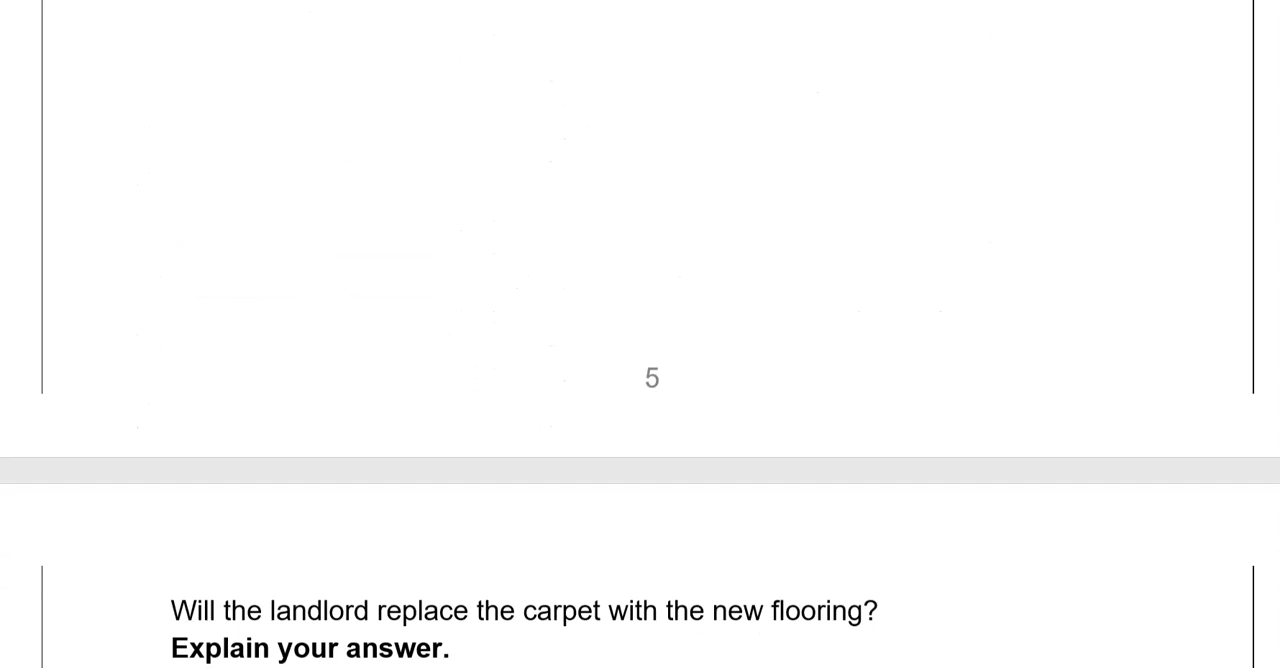 5
Will the landlord replace the carpet with the new flooring?
Explain your answer.